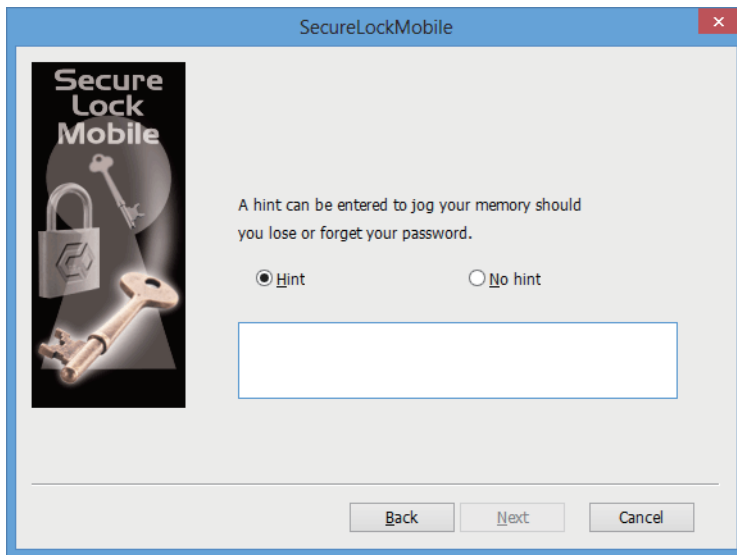 SecureLockMobile
Secure
Lock
Mobile
A hint can be entered to jog your memory should
you lose or forget your password.
Hint No hint
Back Next Cancel